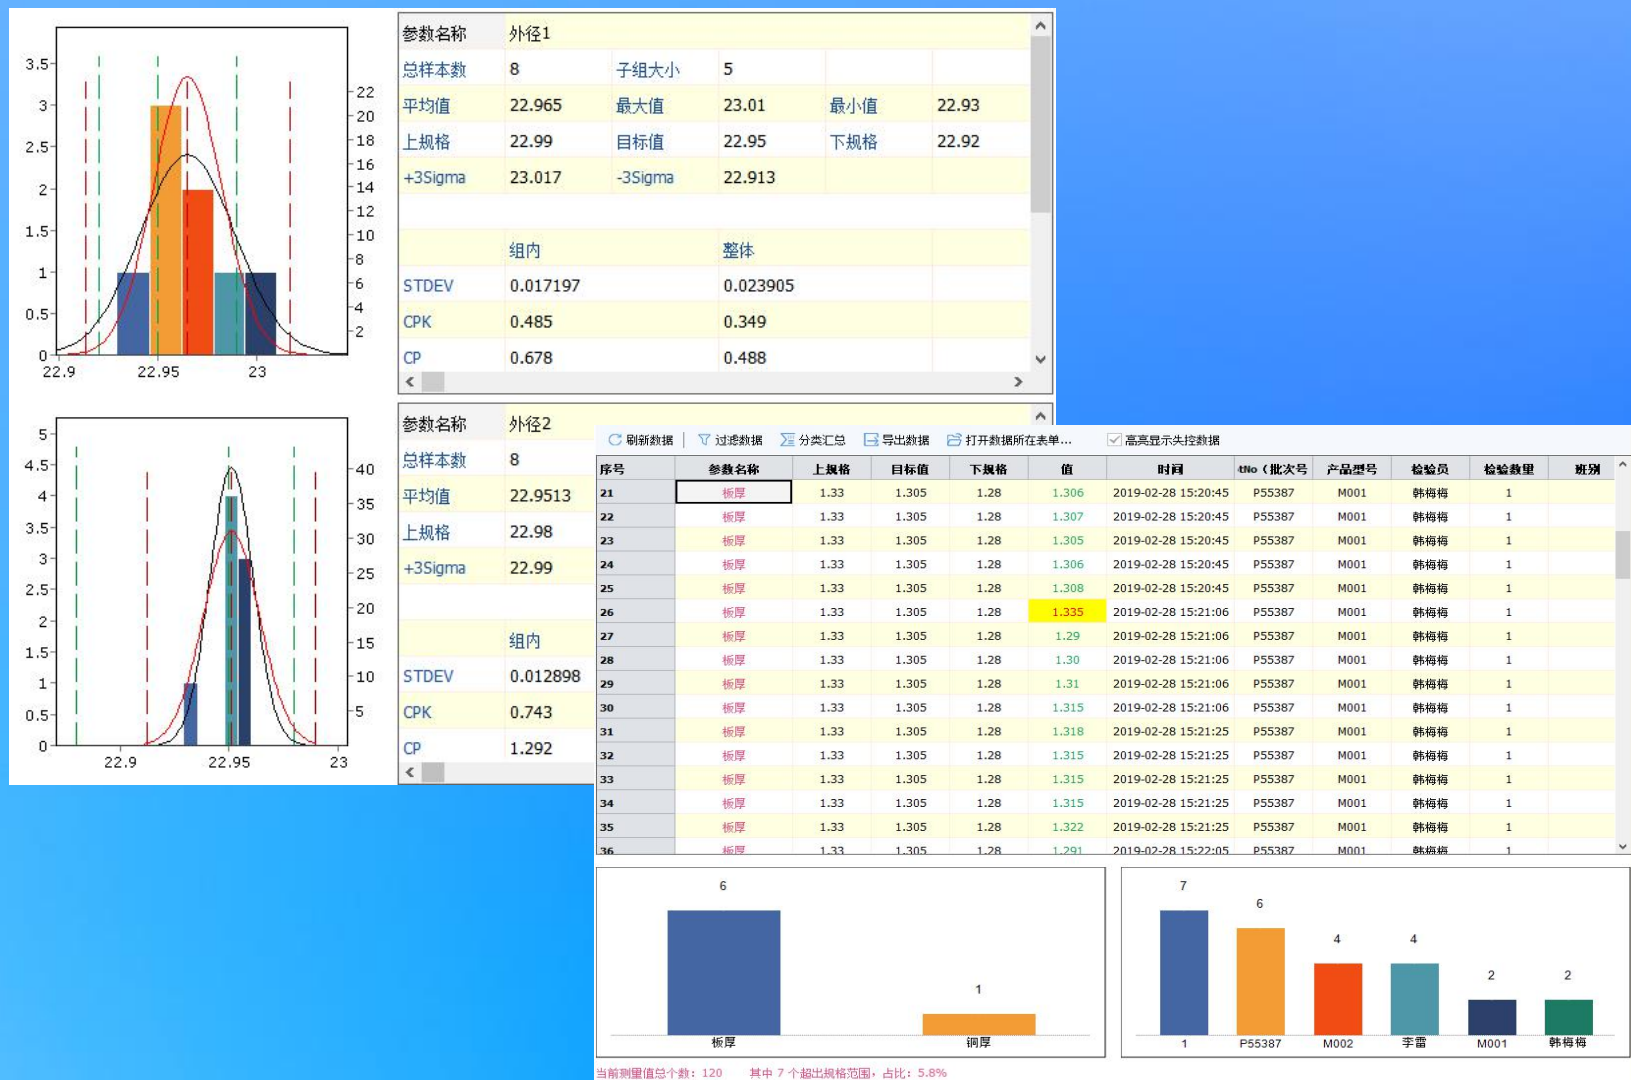 3.5
3
2.5
2
1.5
1
0.5
0
22.9 22.95 23
22
20
18
16
14
12
10
8
6
4
2
参数名称 外径1
总样本数 8 子组大小 5
平均值 22.965 最大值 23.01 最小值 22.93
上规格 22.99 目标值 22.95 下规格 22.92
+3Sigma 23.017 -3Sigma 22.913
组内 整体
STDEV 0.017197 0.023905
CPK 0.485 0.349
CP 0.678 0.488
5
4.5
4
3.5
3
2.5
2
1.5
1
0.5
0
22.9 22.95 23
40
35
30
25
20
15
10
5
参数名称 外径2
总样本数 8
平均值 22.9513
上规格 22.98
+3Sigma 22.99
组内
STDEV 0.012898
CPK 0.743
CP 1.292
刷新数据 过滤数据 分类汇总 导出数据 打开数据所在表单... 高亮显示失控数据
序号 参数名称 上规格 目标值 下规格 值 时间 tNo（批次号 产品型号 检验员 检验数量 班别
21 板厚 1.33 1.305 1.28 1.306 2019-02-28 15:20:45 P55387 M001 韩梅梅 1
22 板厚 1.33 1.305 1.28 1.307 2019-02-28 15:20:45 P55387 M001 韩梅梅 1
23 板厚 1.33 1.305 1.28 1.305 2019-02-28 15:20:45 P55387 M001 韩梅梅 1
24 板厚 1.33 1.305 1.28 1.306 2019-02-28 15:20:45 P55387 M001 韩梅梅 1
25 板厚 1.33 1.305 1.28 1.308 2019-02-28 15:20:45 P55387 M001 韩梅梅 1
26 板厚 1.33 1.305 1.28 1.335 2019-02-28 15:21:06 P55387 M001 韩梅梅 1
27 板厚 1.33 1.305 1.28 1.29 2019-02-28 15:21:06 P55387 M001 韩梅梅 1
28 板厚 1.33 1.305 1.28 1.30 2019-02-28 15:21:06 P55387 M001 韩梅梅 1
29 板厚 1.33 1.305 1.28 1.31 2019-02-28 15:21:06 P55387 M001 韩梅梅 1
30 板厚 1.33 1.305 1.28 1.315 2019-02-28 15:21:06 P55387 M001 韩梅梅 1
31 板厚 1.33 1.305 1.28 1.318 2019-02-28 15:21:25 P55387 M001 韩梅梅 1
32 板厚 1.33 1.305 1.28 1.315 2019-02-28 15:21:25 P55387 M001 韩梅梅 1
33 板厚 1.33 1.305 1.28 1.315 2019-02-28 15:21:25 P55387 M001 韩梅梅 1
34 板厚 1.33 1.305 1.28 1.315 2019-02-28 15:21:25 P55387 M001 韩梅梅 1
35 板厚 1.33 1.305 1.28 1.322 2019-02-28 15:21:25 P55387 M001 韩梅梅 1
36 板厚 1.33 1.305 1.28 1.291 2019-02-28 15:22:05 P55387 M001 韩梅梅 1
6 1
板厚 铜厚
7 6 4 4 2 2
1 P55387 M002 李雷 M001 韩梅梅
当前测量值总个数：120 其中 7 个超出规格范围，占比：5.8%